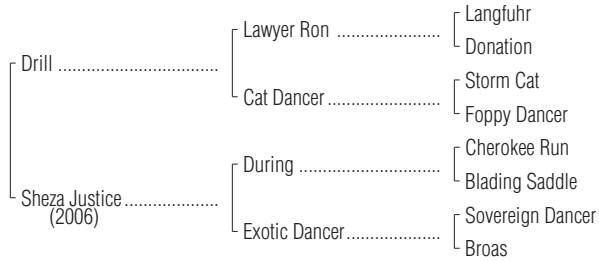 Langfuhr
Lawyer Ron ....................
Donation
Drill ................................
Storm Cat
Cat Dancer ......................
Foppy Dancer
Cherokee Run
During ...........................
Blading Saddle
Sheza Justice ...................
(2006)
Sovereign Dancer
Exotic Dancer ..................
Broas